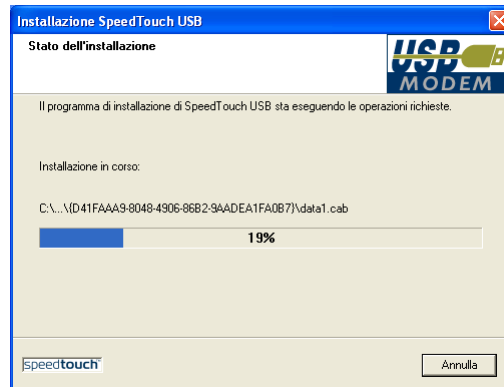 Installazione SpeedTouch USB
Stato dell'installazione
USB
MODEM
Il programma di installazione di SpeedTouch USB sta eseguendo le operazioni richieste.
Installazione in corso:
C:\...\{D41FAAA9-8048-4906-86B2-9AADEA1FA0B7}\data1.cab
19%
speedtouch
Annulla